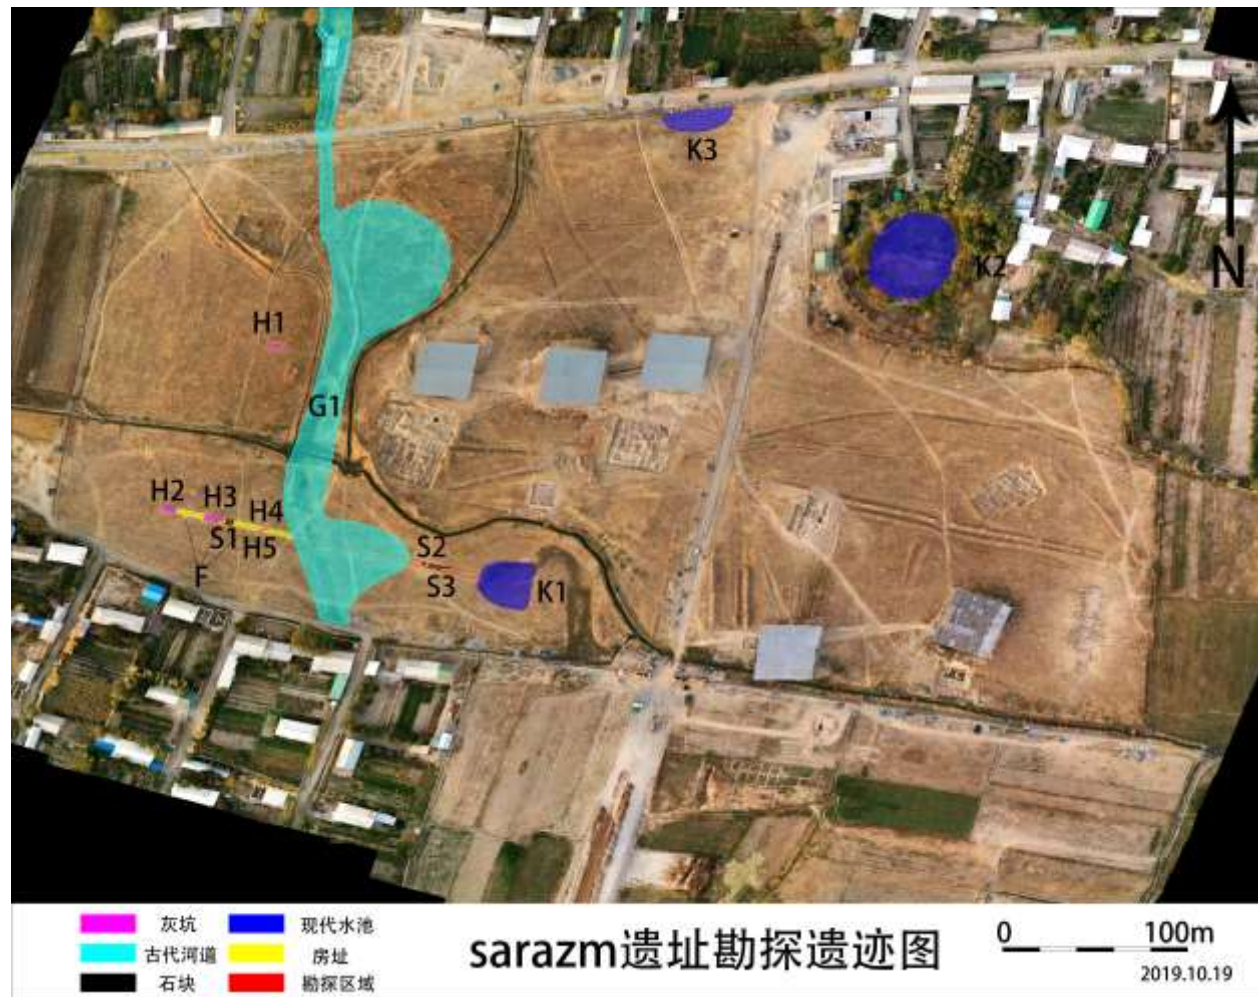 K3
K2
N
H1
G1
H2
H3
H4
S1
H5
F
S2
S3
K1
灰坑
现代水池
古代河道
房址
石块
勘探区域
sarazm遗址勘探遗迹图
0
100m
2019.10.19